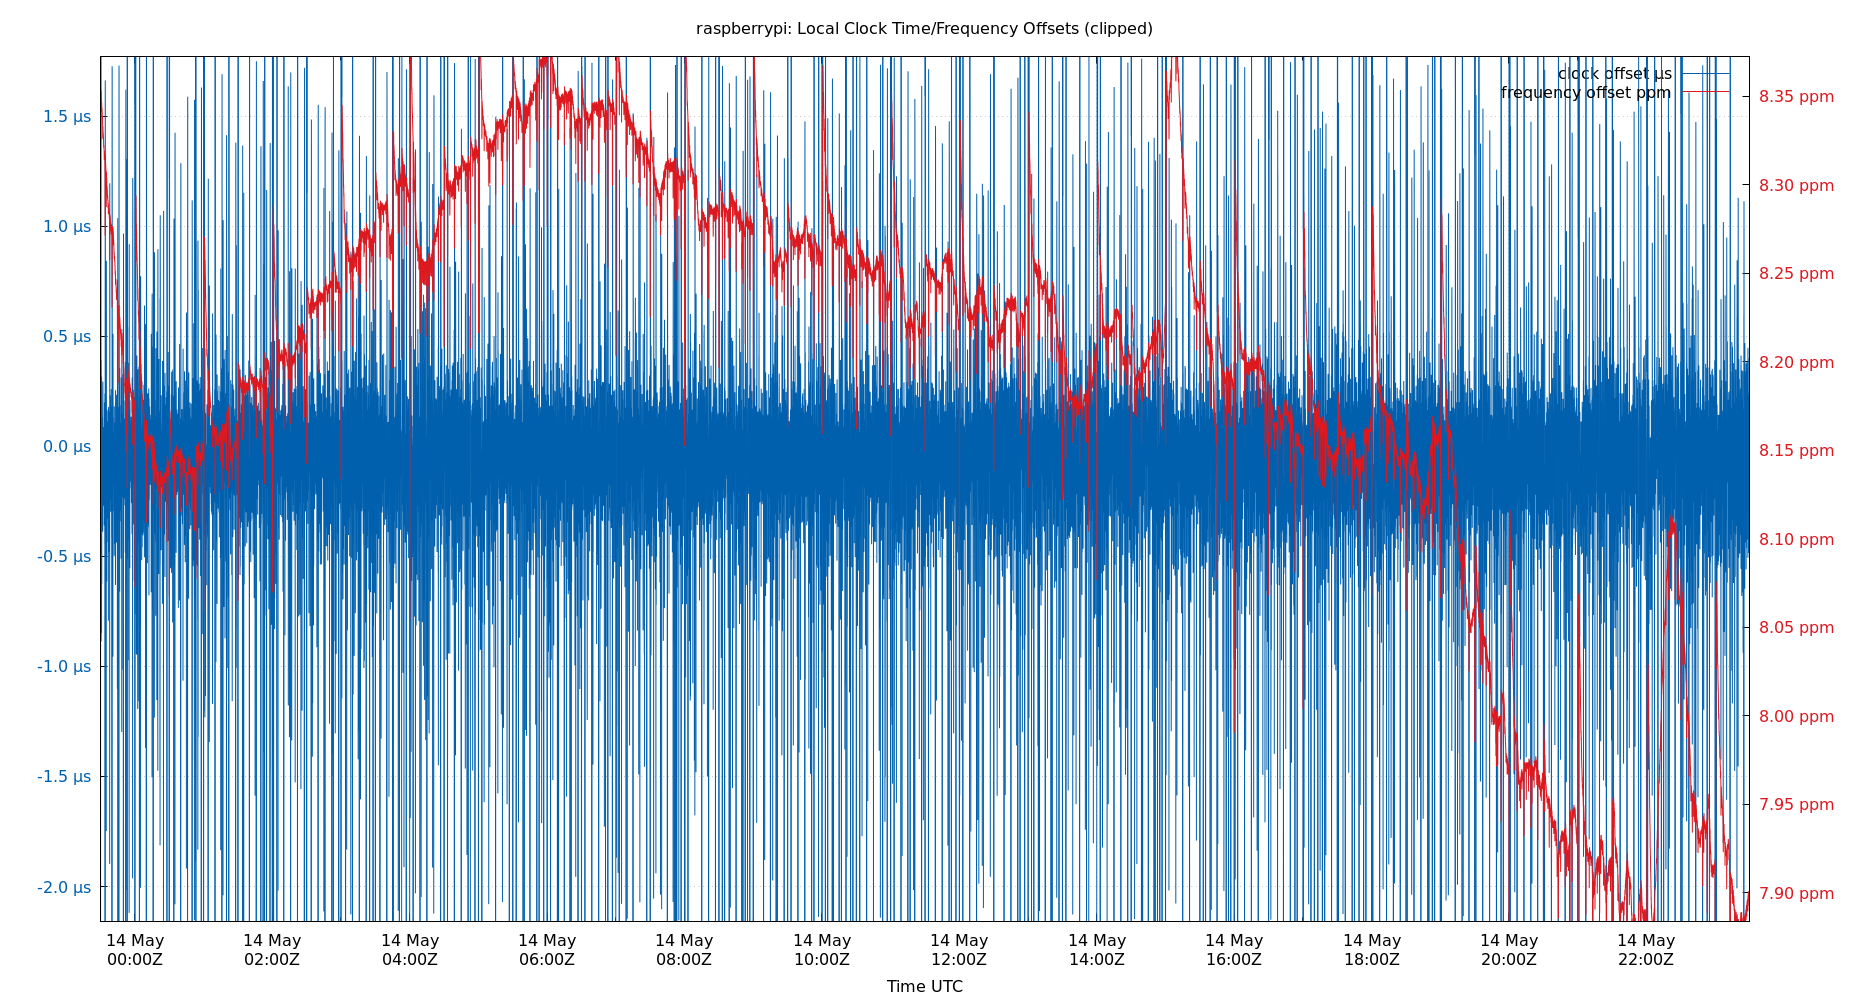 raspberrypi: Local Clock Time/Frequency Offsets (clipped)
clock offset μs
frequency offset ppm
1.5 μs
1.0 μs
0.5 μs
0.0 μs
-0.5 μs
-1.0 μs
-1.5 μs
-2.0 μs
8.35 ppm
8.30 ppm
8.25 ppm
8.20 ppm
8.15 ppm
8.10 ppm
8.05 ppm
8.00 ppm
7.95 ppm
7.90 ppm
14 May 14 May 14 May 14 May 14 May 14 May 14 May 14 May 14 May 14 May 14 May 14 May
00:00Z 02:00Z 04:00Z 06:00Z 08:00Z 10:00Z 12:00Z 14:00Z 16:00Z 18:00Z 20:00Z 22:00Z
Time UTC